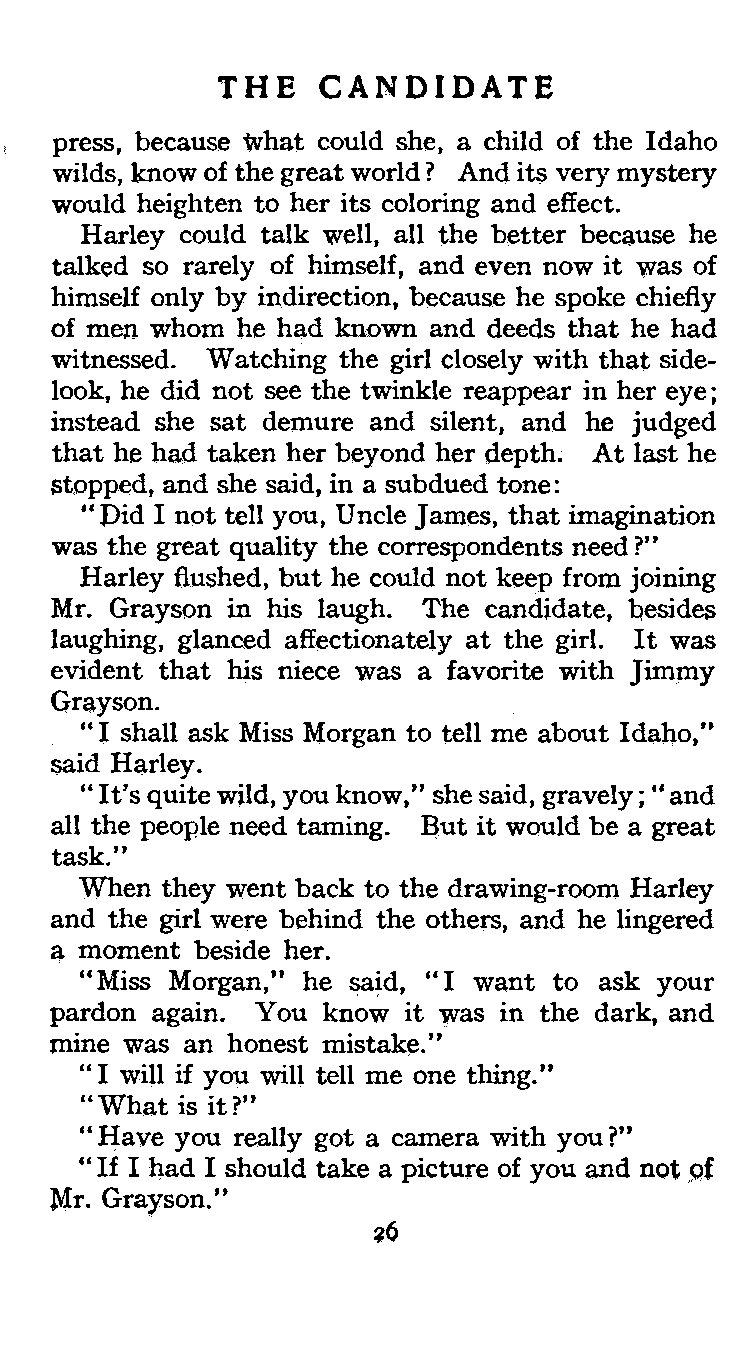 THE CANDIDATE
press, because what could she, a child of the Idaho
wilds, know of the great world? And its very mystery
would heighten to her its coloring and effect.
Harley could talk well, all the better because he
talked so rarely of himself, and even now it was of
himself only by indirection, because he spoke chiefly
of men whom he had known and deeds that he had
witnessed. Watching the girl closely with that side-
look, he did not see the twinkle reappear in her eye;
instead she sat demure and silent, and he judged
that he had taken her beyond her depth. At last he
stopped, and she said, in a subdued tone:
"Did I not tell you, Uncle James, that imagination
was the great quality the correspondents need?"
Harley flushed, but he could not keep from joining
Mr. Grayson in his laugh. The candidate, besides
laughing, glanced affectionately at the girl. It was
evident that his niece was a favorite with Jimmy
Grayson.
"I shall ask Miss Morgan to tell me about Idaho,"
said Harley.
"It's quite wild, you know," she said, gravely; "and
all the people need taming. But it would be a great
task."
When they went back to the drawing-room Harley
and the girl were behind the others, and he lingered
a moment beside her.
"Miss Morgan," he said, "I want to ask your
pardon again. You know it was in the dark, and
mine was an honest mistake."
"I will if you will tell me one thing."
"What is it?"
"Have you really got a camera with you?"
"If I had I should take a picture of you and not of
Mr. Grayson."
26